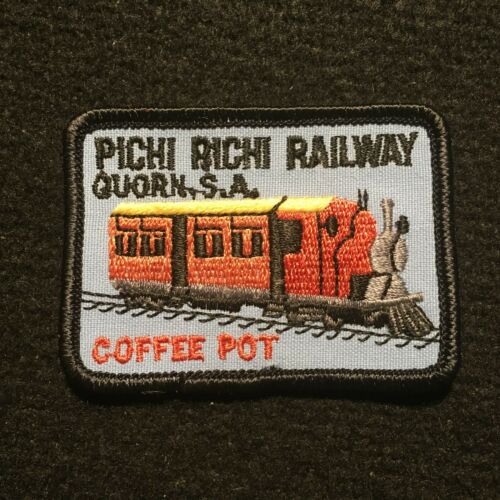 PICHI RICHI RAILWAY
QUORN, S.A.
COFFEE POT